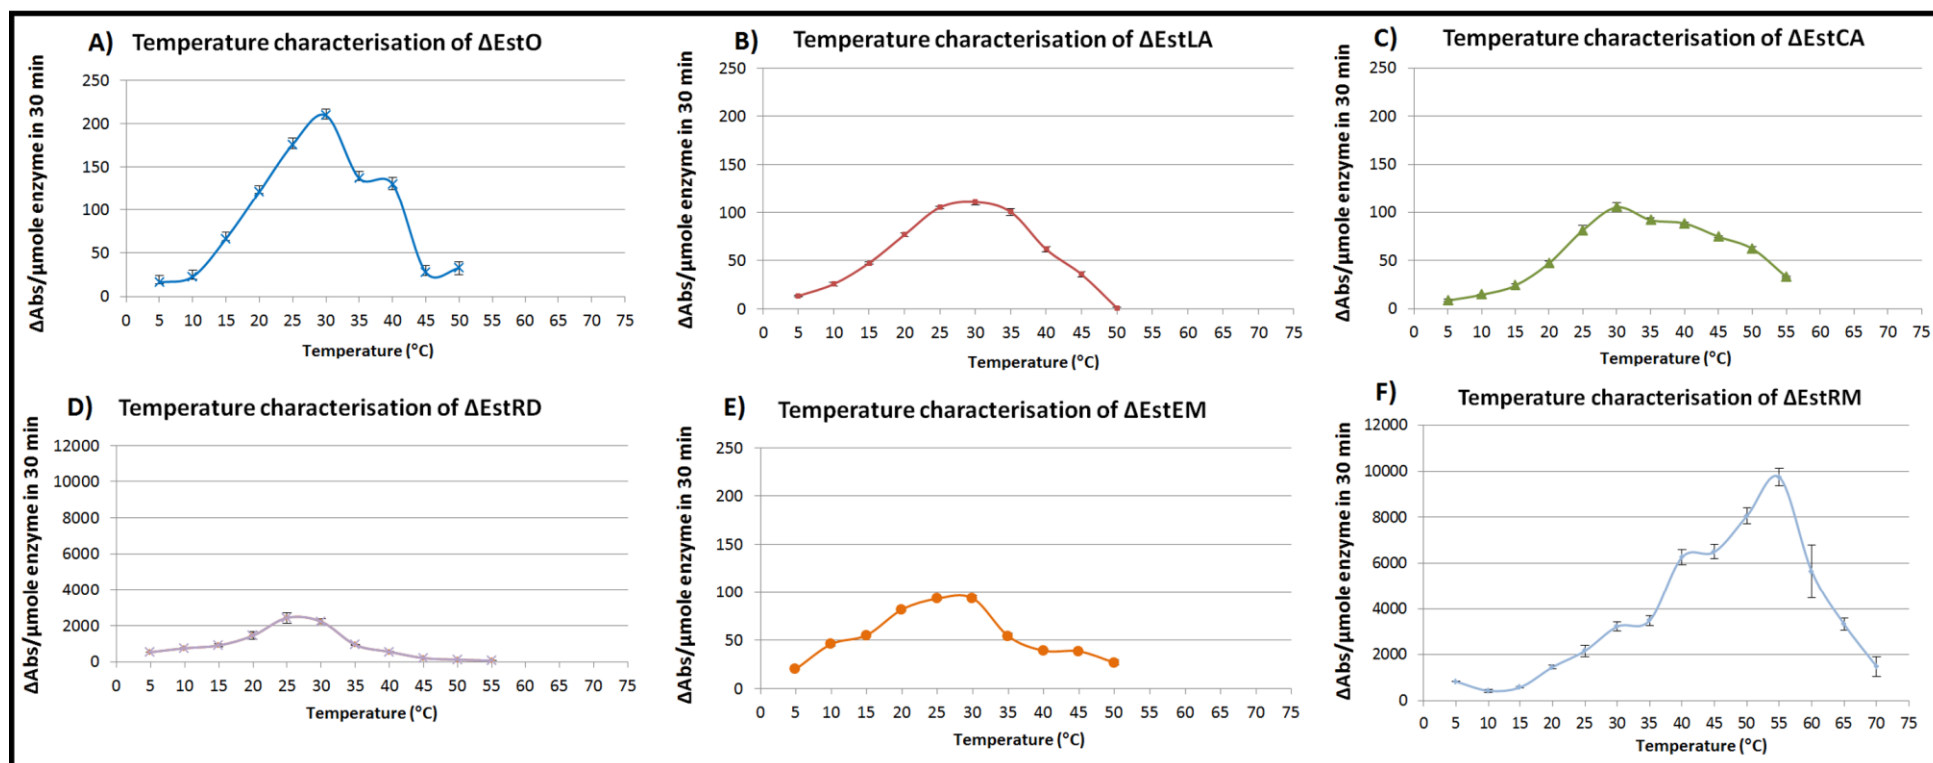 A) Temperature characterisation of ΔEstO
ΔAbs/μmole enzyme in 30 min
250
200
150
100
50
0
0 5 10 15 20 25 30 35 40 45 50 55 60 65 70 75
Temperature (°C)
B) Temperature characterisation of ΔEstLA
ΔAbs/μmole enzyme in 30 min
250
200
150
100
50
0
0 5 10 15 20 25 30 35 40 45 50 55 60 65 70 75
Temperature (°C)
C) Temperature characterisation of ΔEstCA
ΔAbs/μmole enzyme in 30 min
250
200
150
100
50
0
0 5 10 15 20 25 30 35 40 45 50 55 60 65 70 75
Temperature (°C)
D) Temperature characterisation of ΔEstRD
ΔAbs/μmole enzyme in 30 min
12000
10000
8000
6000
4000
2000
0
0 5 10 15 20 25 30 35 40 45 50 55 60 65 70 75
Temperature (°C)
E) Temperature characterisation of ΔEstEM
ΔAbs/μmole enzyme in 30 min
250
200
150
100
50
0
0 5 10 15 20 25 30 35 40 45 50 55 60 65 70 75
Temperature (°C)
F) Temperature characterisation of ΔEstRM
ΔAbs/μmole enzyme in 30 min
12000
10000
8000
6000
4000
2000
0
0 5 10 15 20 25 30 35 40 45 50 55 60 65 70 75
Temperature (°C)